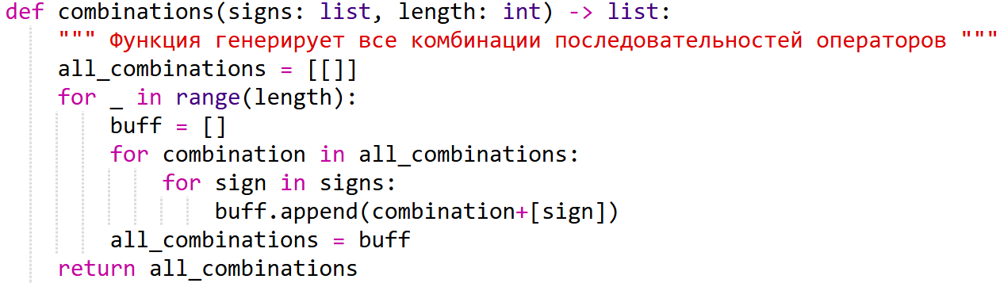 def combinations(signs: list, length: int) -> list:
    """ Функция генерирует все комбинации последовательностей операторов """
    all_combinations = [[]]
    for _ in range(length):
        buff = []
        for combination in all_combinations:
            for sign in signs:
                buff.append(combination+[sign])
        all_combinations = buff
    return all_combinations